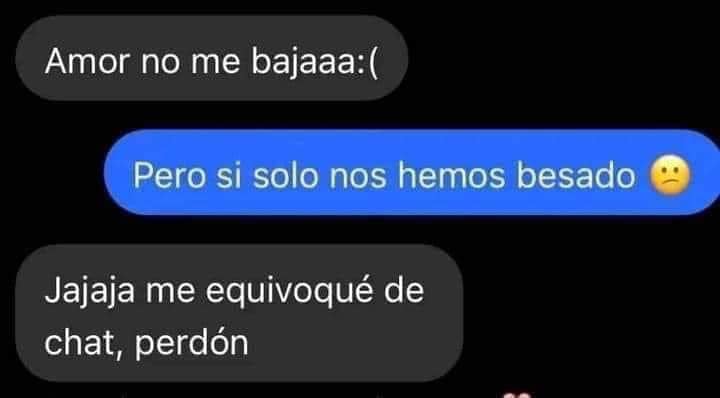 Amor no me bajaaa:(
Pero si solo nos hemos besado 😕
Jajaja me equivoqué de
chat, perdón